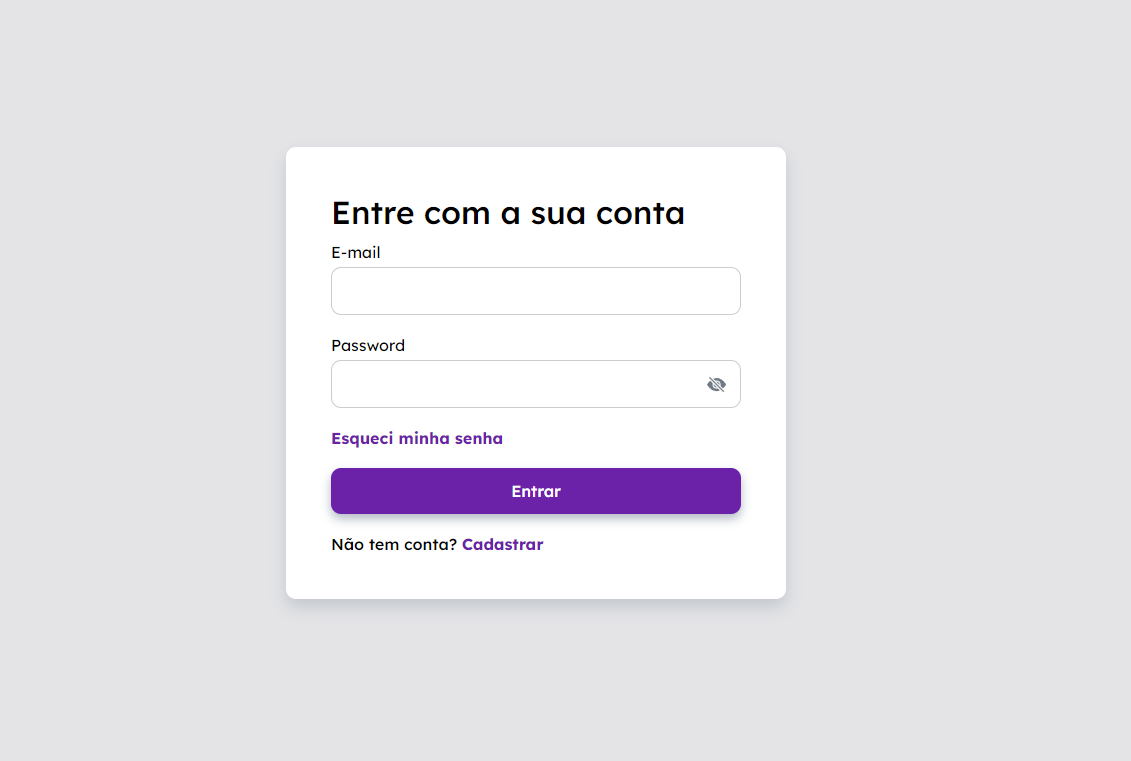 Entre com a sua conta
E-mail
Password
Esqueci minha senha
Entrar
Não tem conta? Cadastrar